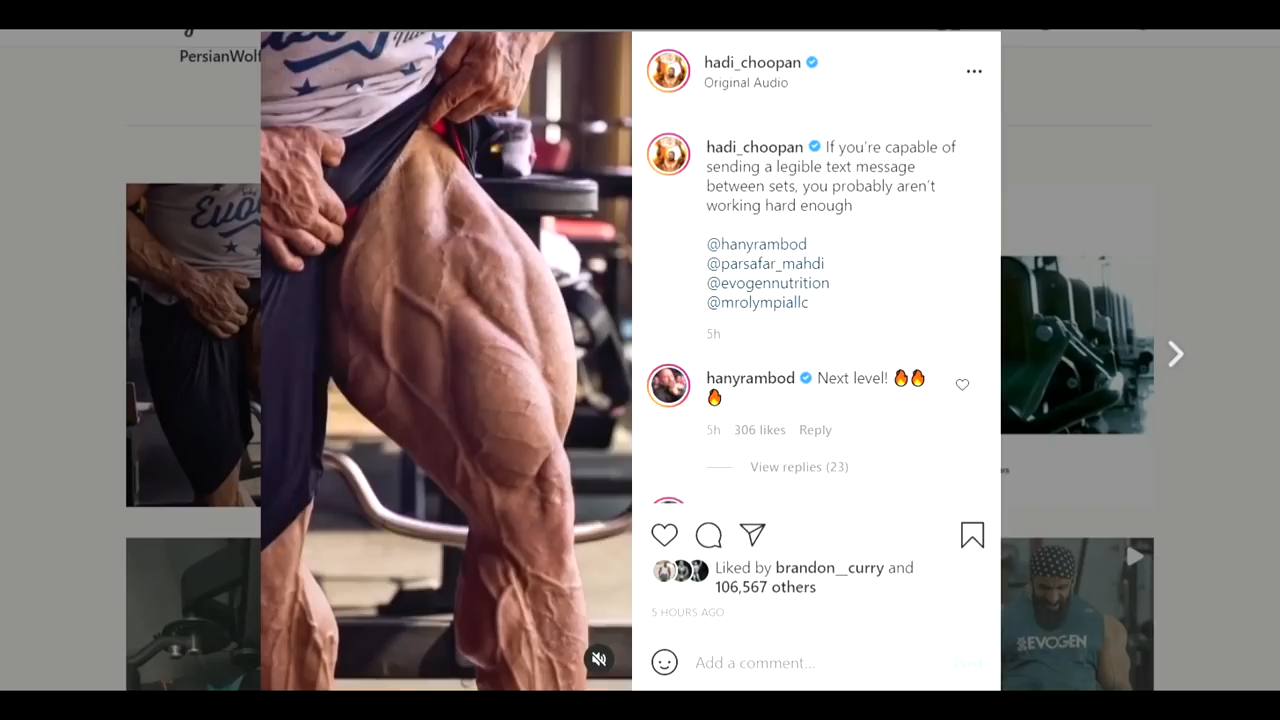 PersianWolf
hadi_choopan
Original Audio
hadi_choopan If you’re capable of
sending a legible text message
between sets, you probably aren’t
working hard enough
@hanyrambod
@parsafar_mahdi
@evogennutrition
@mrolympiallc
5h
hanyrambod Next level! 🔥🔥
🔥
5h 306 likes Reply
View replies (23)
Liked by brandon__curry and
106,567 others
5 HOURS AGO
Add a comment... Post
EVOGEN